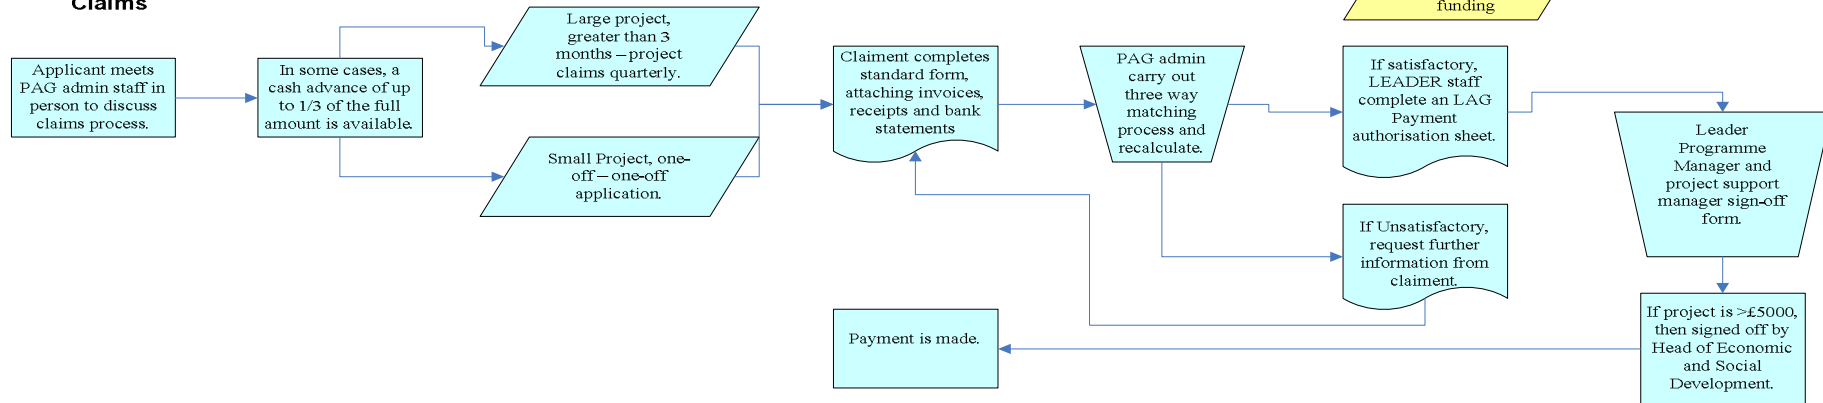 Claims
funding
Applicant meets
PAG admin staff in
person to discuss
claims process.
In some cases, a
cash advance of up
to 1/3 of the full
amount is available.
Large project,
greater than 3
months – project
claims quarterly.
Small Project, one-
off – one-off
application.
Claiment completes
standard form,
attaching invoices,
receipts and bank
statements
PAG admin
carry out
three way
matching
process and
recalculate.
If satisfactory,
LEADER staff
complete an LAG
Payment
authorisation sheet.
If Unsatisfactory,
request further
information from
claiment.
Leader
Programme
Manager and
project support
manager sign-off
form.
If project is >£5000,
then signed off by
Head of Economic
and Social
Development.
Payment is made.